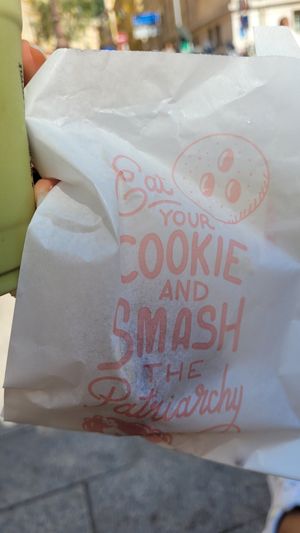 Eat
YOUR
COOKIE
AND
SMASH
THE
Patriarchy